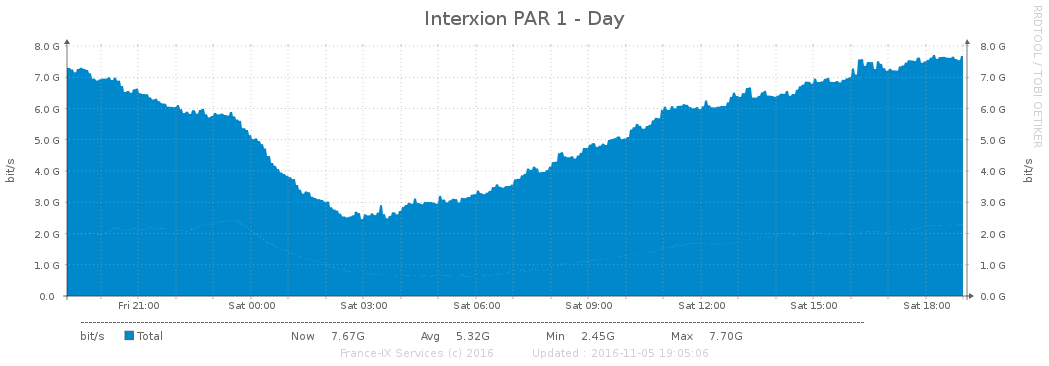 Interxion PAR 1 - Day
RRDTOOL / TOBI OETIKER
bit/s
8.0 G 8.0 G
7.0 G 7.0 G
6.0 G 6.0 G
5.0 G 5.0 G
4.0 G 4.0 G
3.0 G 3.0 G
2.0 G 2.0 G
1.0 G 1.0 G
0.0 0.0 G
bit/s
Fri 21:00 Sat 00:00 Sat 03:00 Sat 06:00 Sat 09:00 Sat 12:00 Sat 15:00 Sat 18:00
bit/s Total Now 7.67G Avg 5.32G Min 2.45G Max 7.70G
France-IX Services (c) 2016 Updated : 2016-11-05 19:05:06